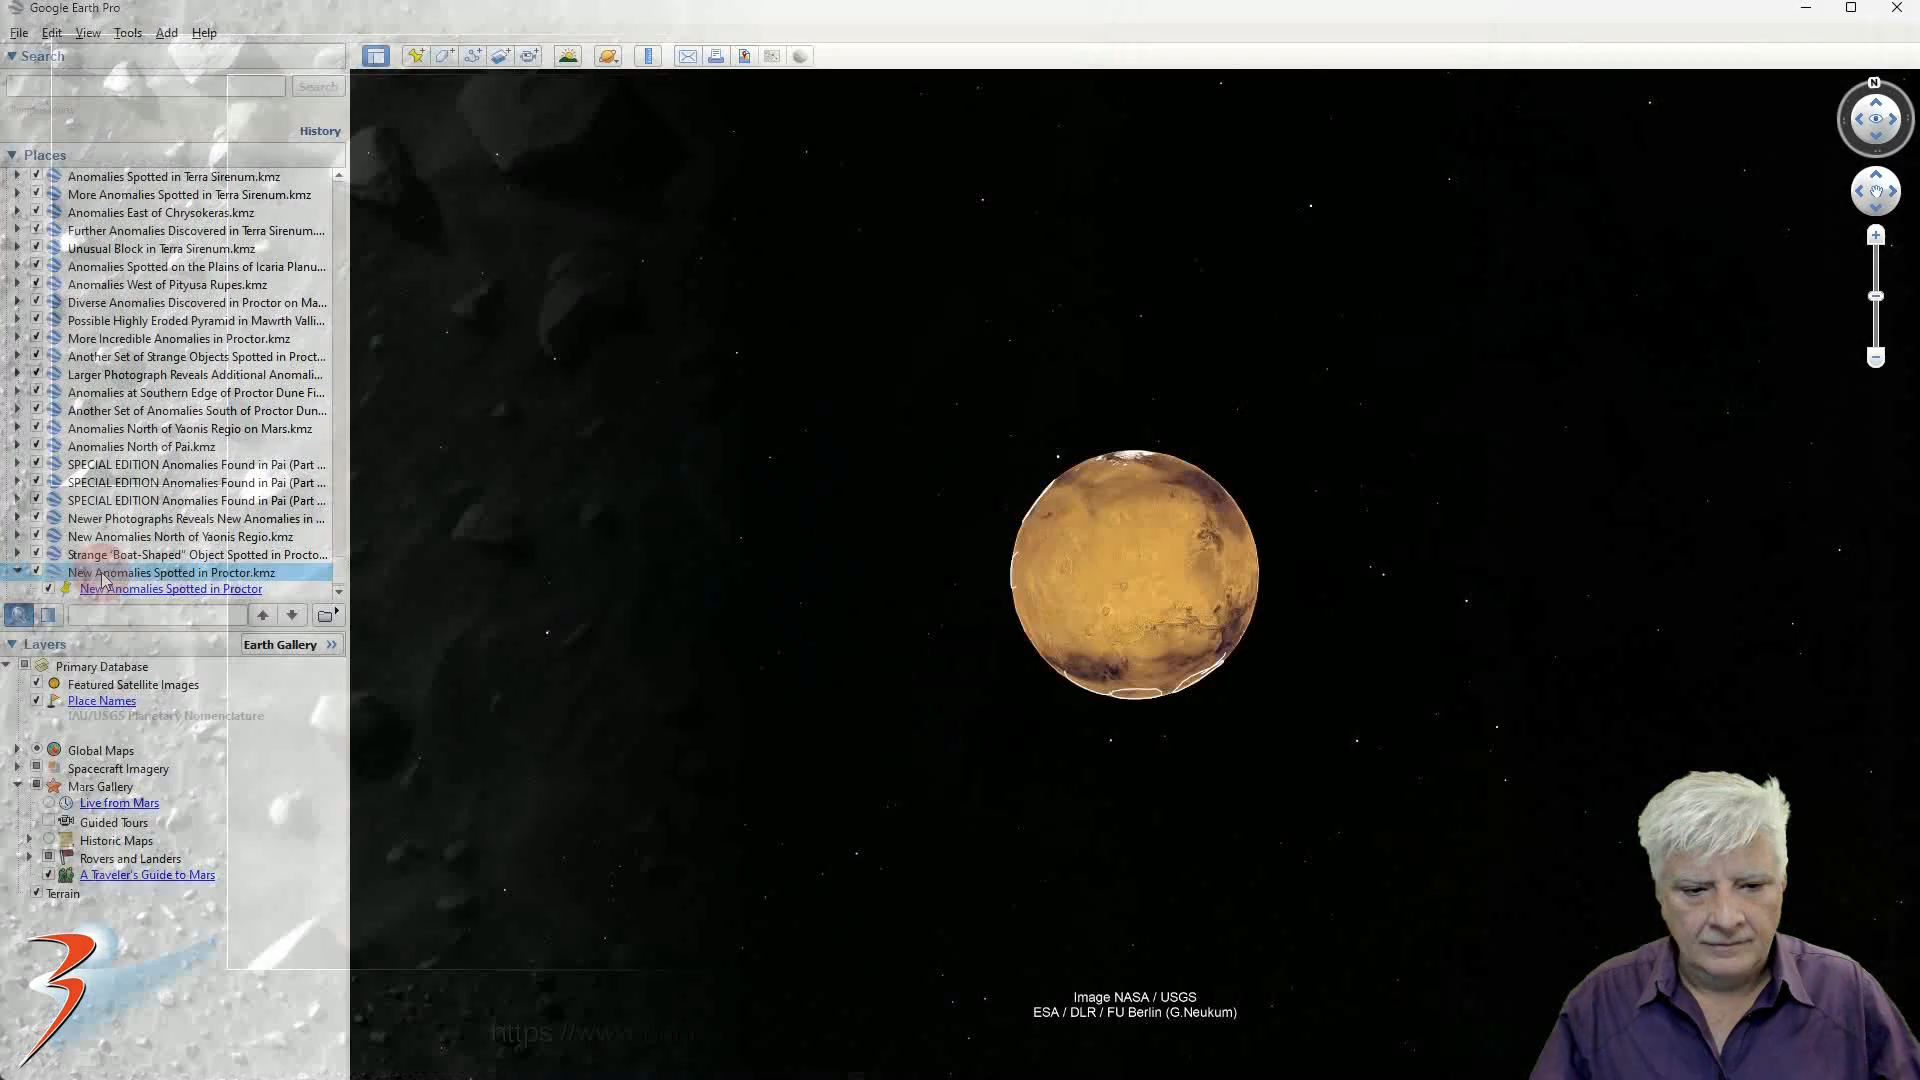 Google Earth Pro
File Edit View Tools Add Help
Search
Search
History
Places
Anomalies Spotted in Terra Sirenum.kmz
More Anomalies Spotted in Terra Sirenum.kmz
Anomalies East of Chrysokeras.kmz
Further Anomalies Discovered in Terra Sirenum....
Unusual Block in Terra Sirenum.kmz
Anomalies Spotted on the Plains of Icaria Planu...
Anomalies West of Pityusa Rupes.kmz
Diverse Anomalies Discovered in Proctor on Ma...
Possible Highly Eroded Pyramid in Mawrth Valli...
More Incredible Anomalies in Proctor.kmz
Another Set of Strange Objects Spotted in Proct...
Larger Photograph Reveals Additional Anomali...
Anomalies at Southern Edge of Proctor Dune Fi...
Another Set of Anomalies South of Proctor Dun...
Anomalies North of Yaonis Regio on Mars.kmz
Anomalies North of Pai.kmz
SPECIAL EDITION Anomalies Found in Pai (Part ...
SPECIAL EDITION Anomalies Found in Pai (Part ...
SPECIAL EDITION Anomalies Found in Pai (Part ...
Newer Photographs Reveals New Anomalies in ...
New Anomalies North of Yaonis Regio.kmz
Strange "Boat-Shaped" Object Spotted in Procto...
New Anomalies Spotted in Proctor.kmz
New Anomalies Spotted in Proctor
Layers
Earth Gallery »
Primary Database
Featured Satellite Images
Place Names
IAU/USGS Planetary Nomenclature
Global Maps
Spacecraft Imagery
Mars Gallery
Live from Mars
Guided Tours
Historic Maps
Rovers and Landers
A Traveler's Guide to Mars
Terrain
N
Image NASA / USGS
ESA / DLR / FU Berlin (G.Neukum)
https://www